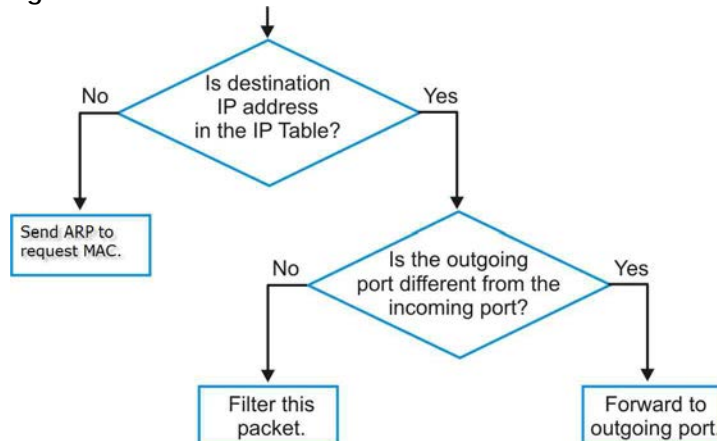 Is destination
IP address
in the IP Table?
No
Yes
Send ARP to
request MAC.
Is the outgoing
port different from the
incoming port?
No
Yes
Filter this
packet.
Forward to
outgoing port.